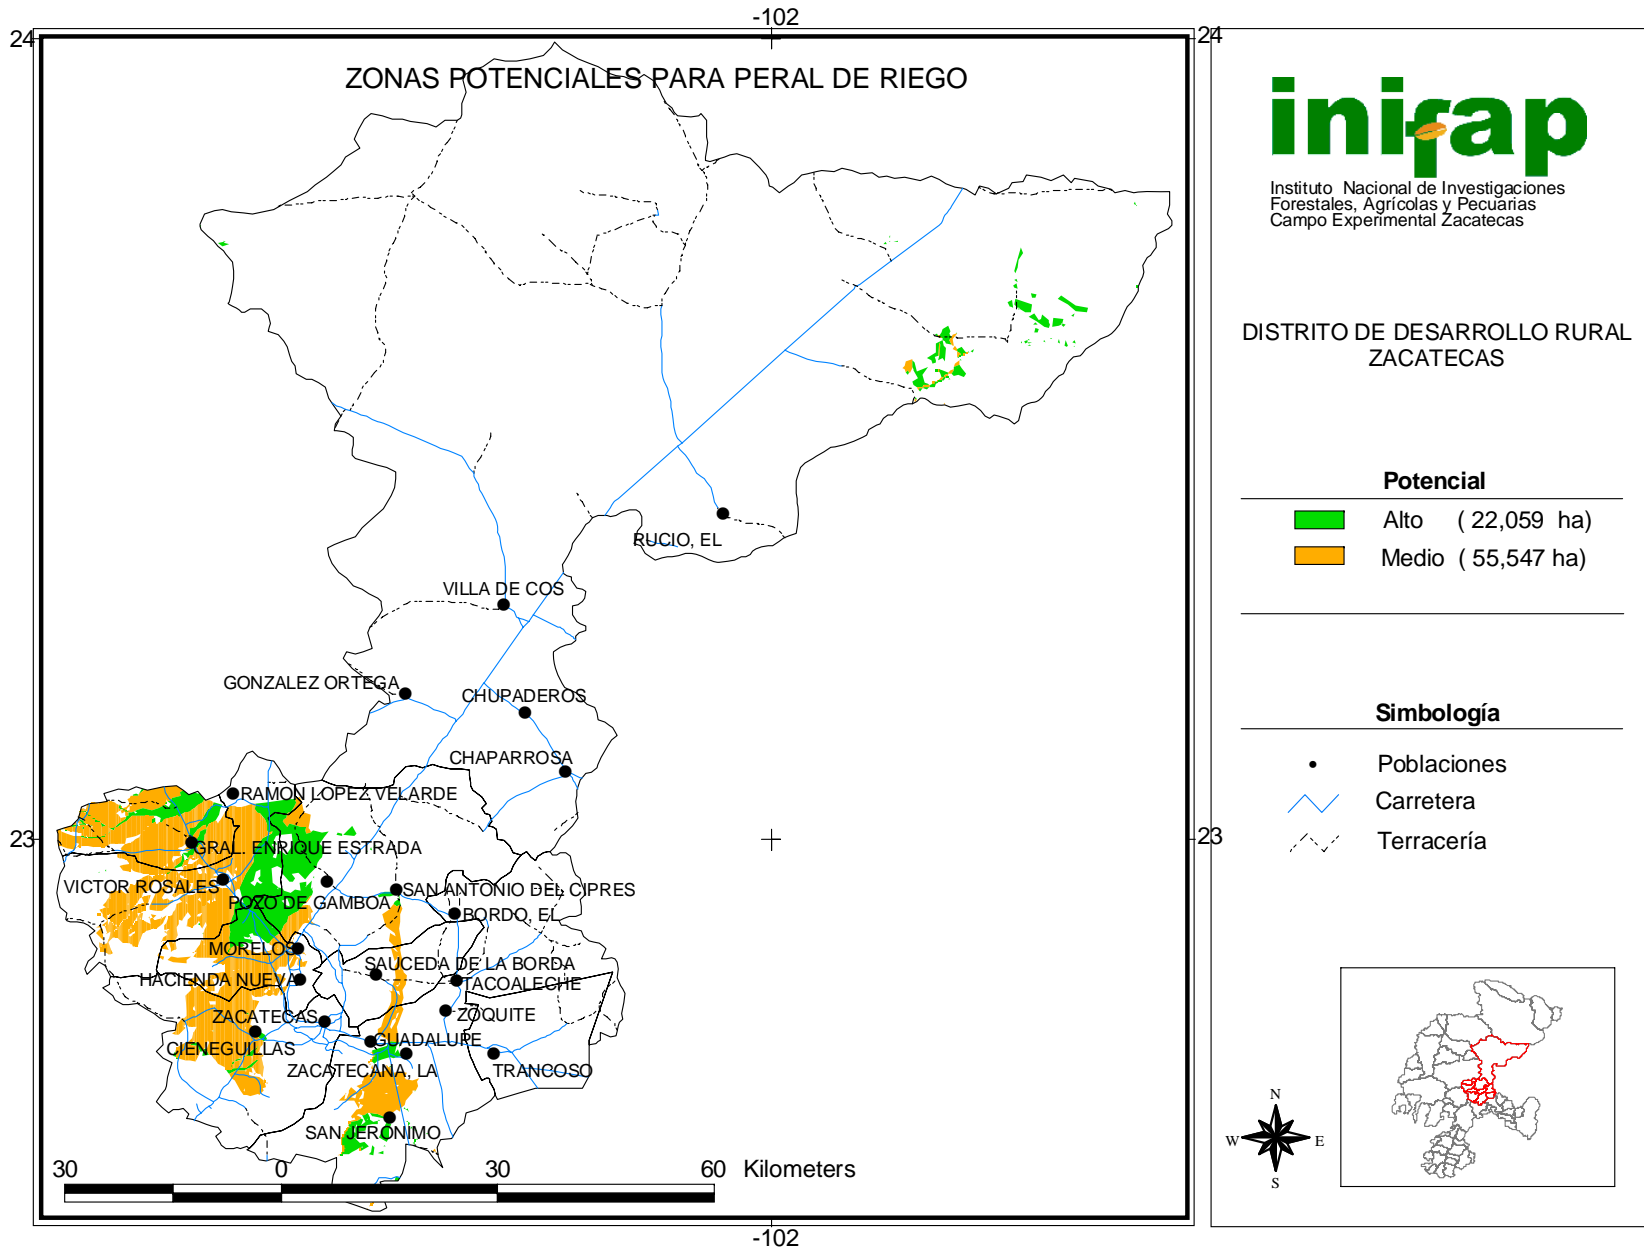 -102
24
24
ZONAS POTENCIALES PARA PERAL DE RIEGO
RUCIO, EL
VILLA DE COS
GONZALEZ ORTEGA
CHUPADEROS
CHAPARROSA
RAMON LOPEZ VELARDE
23
23
GRAL. ENRIQUE ESTRADA
VICTOR ROSALES
SAN ANTONIO DEL CIPRES
POZO DE GAMBOA
BORDO, EL
MORELOS
SAUCEDA DE LA BORDA
HACIENDA NUEVA
TACOALECHE
ZACATECAS
ZOQUITE
GUADALUPE
CIENEGUILLAS
ZACATECANA, LA
TRANCOSO
SAN JERONIMO
30 0 30 60 Kilometers
-102
inifap
Instituto Nacional de Investigaciones
Forestales, Agrícolas y Pecuarias
Campo Experimental Zacatecas
DISTRITO DE DESARROLLO RURAL
ZACATECAS
Potencial
Alto ( 22,059 ha)
Medio ( 55,547 ha)
Simbología
Poblaciones
Carretera
Terracería
N
W E
S